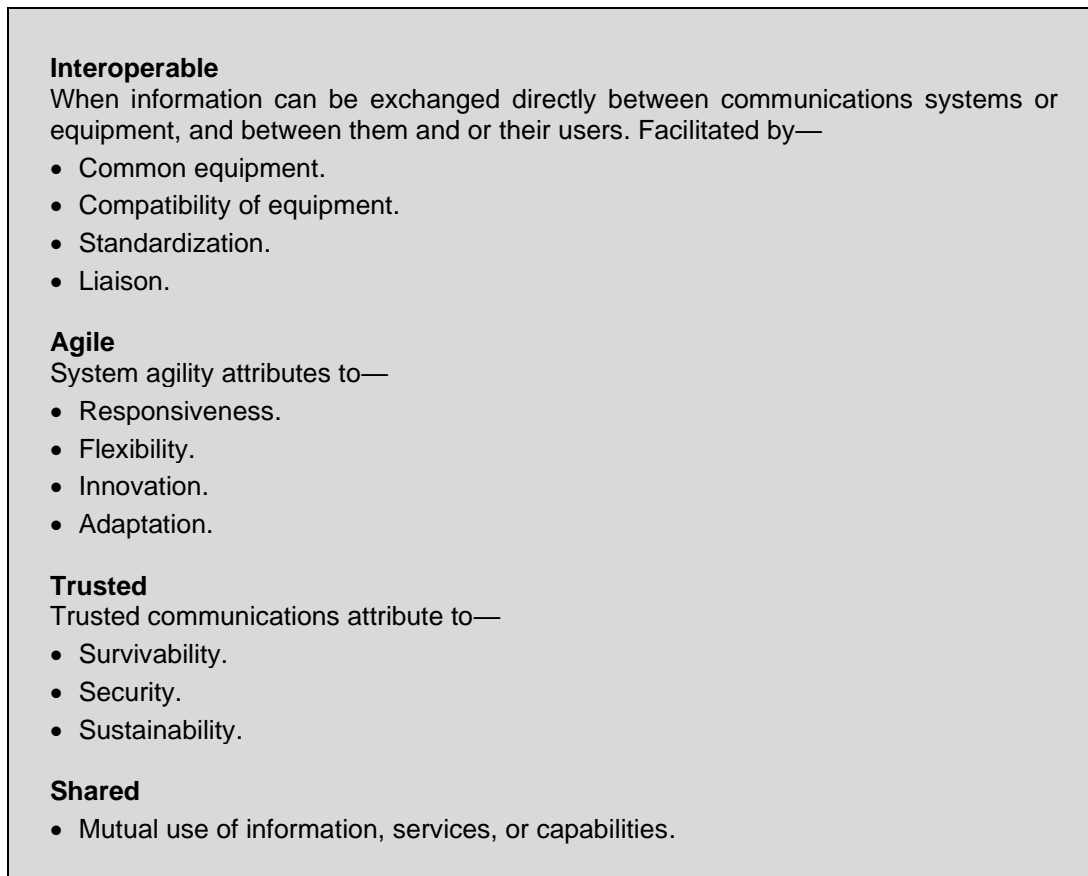 Interoperable
When information can be exchanged directly between communications systems or
equipment, and between them and or their users. Facilitated by—
• Common equipment.
• Compatibility of equipment.
• Standardization.
• Liaison.
Agile
System agility attributes to—
• Responsiveness.
• Flexibility.
• Innovation.
• Adaptation.
Trusted
Trusted communications attribute to—
• Survivability.
• Security.
• Sustainability.
Shared
• Mutual use of information, services, or capabilities.